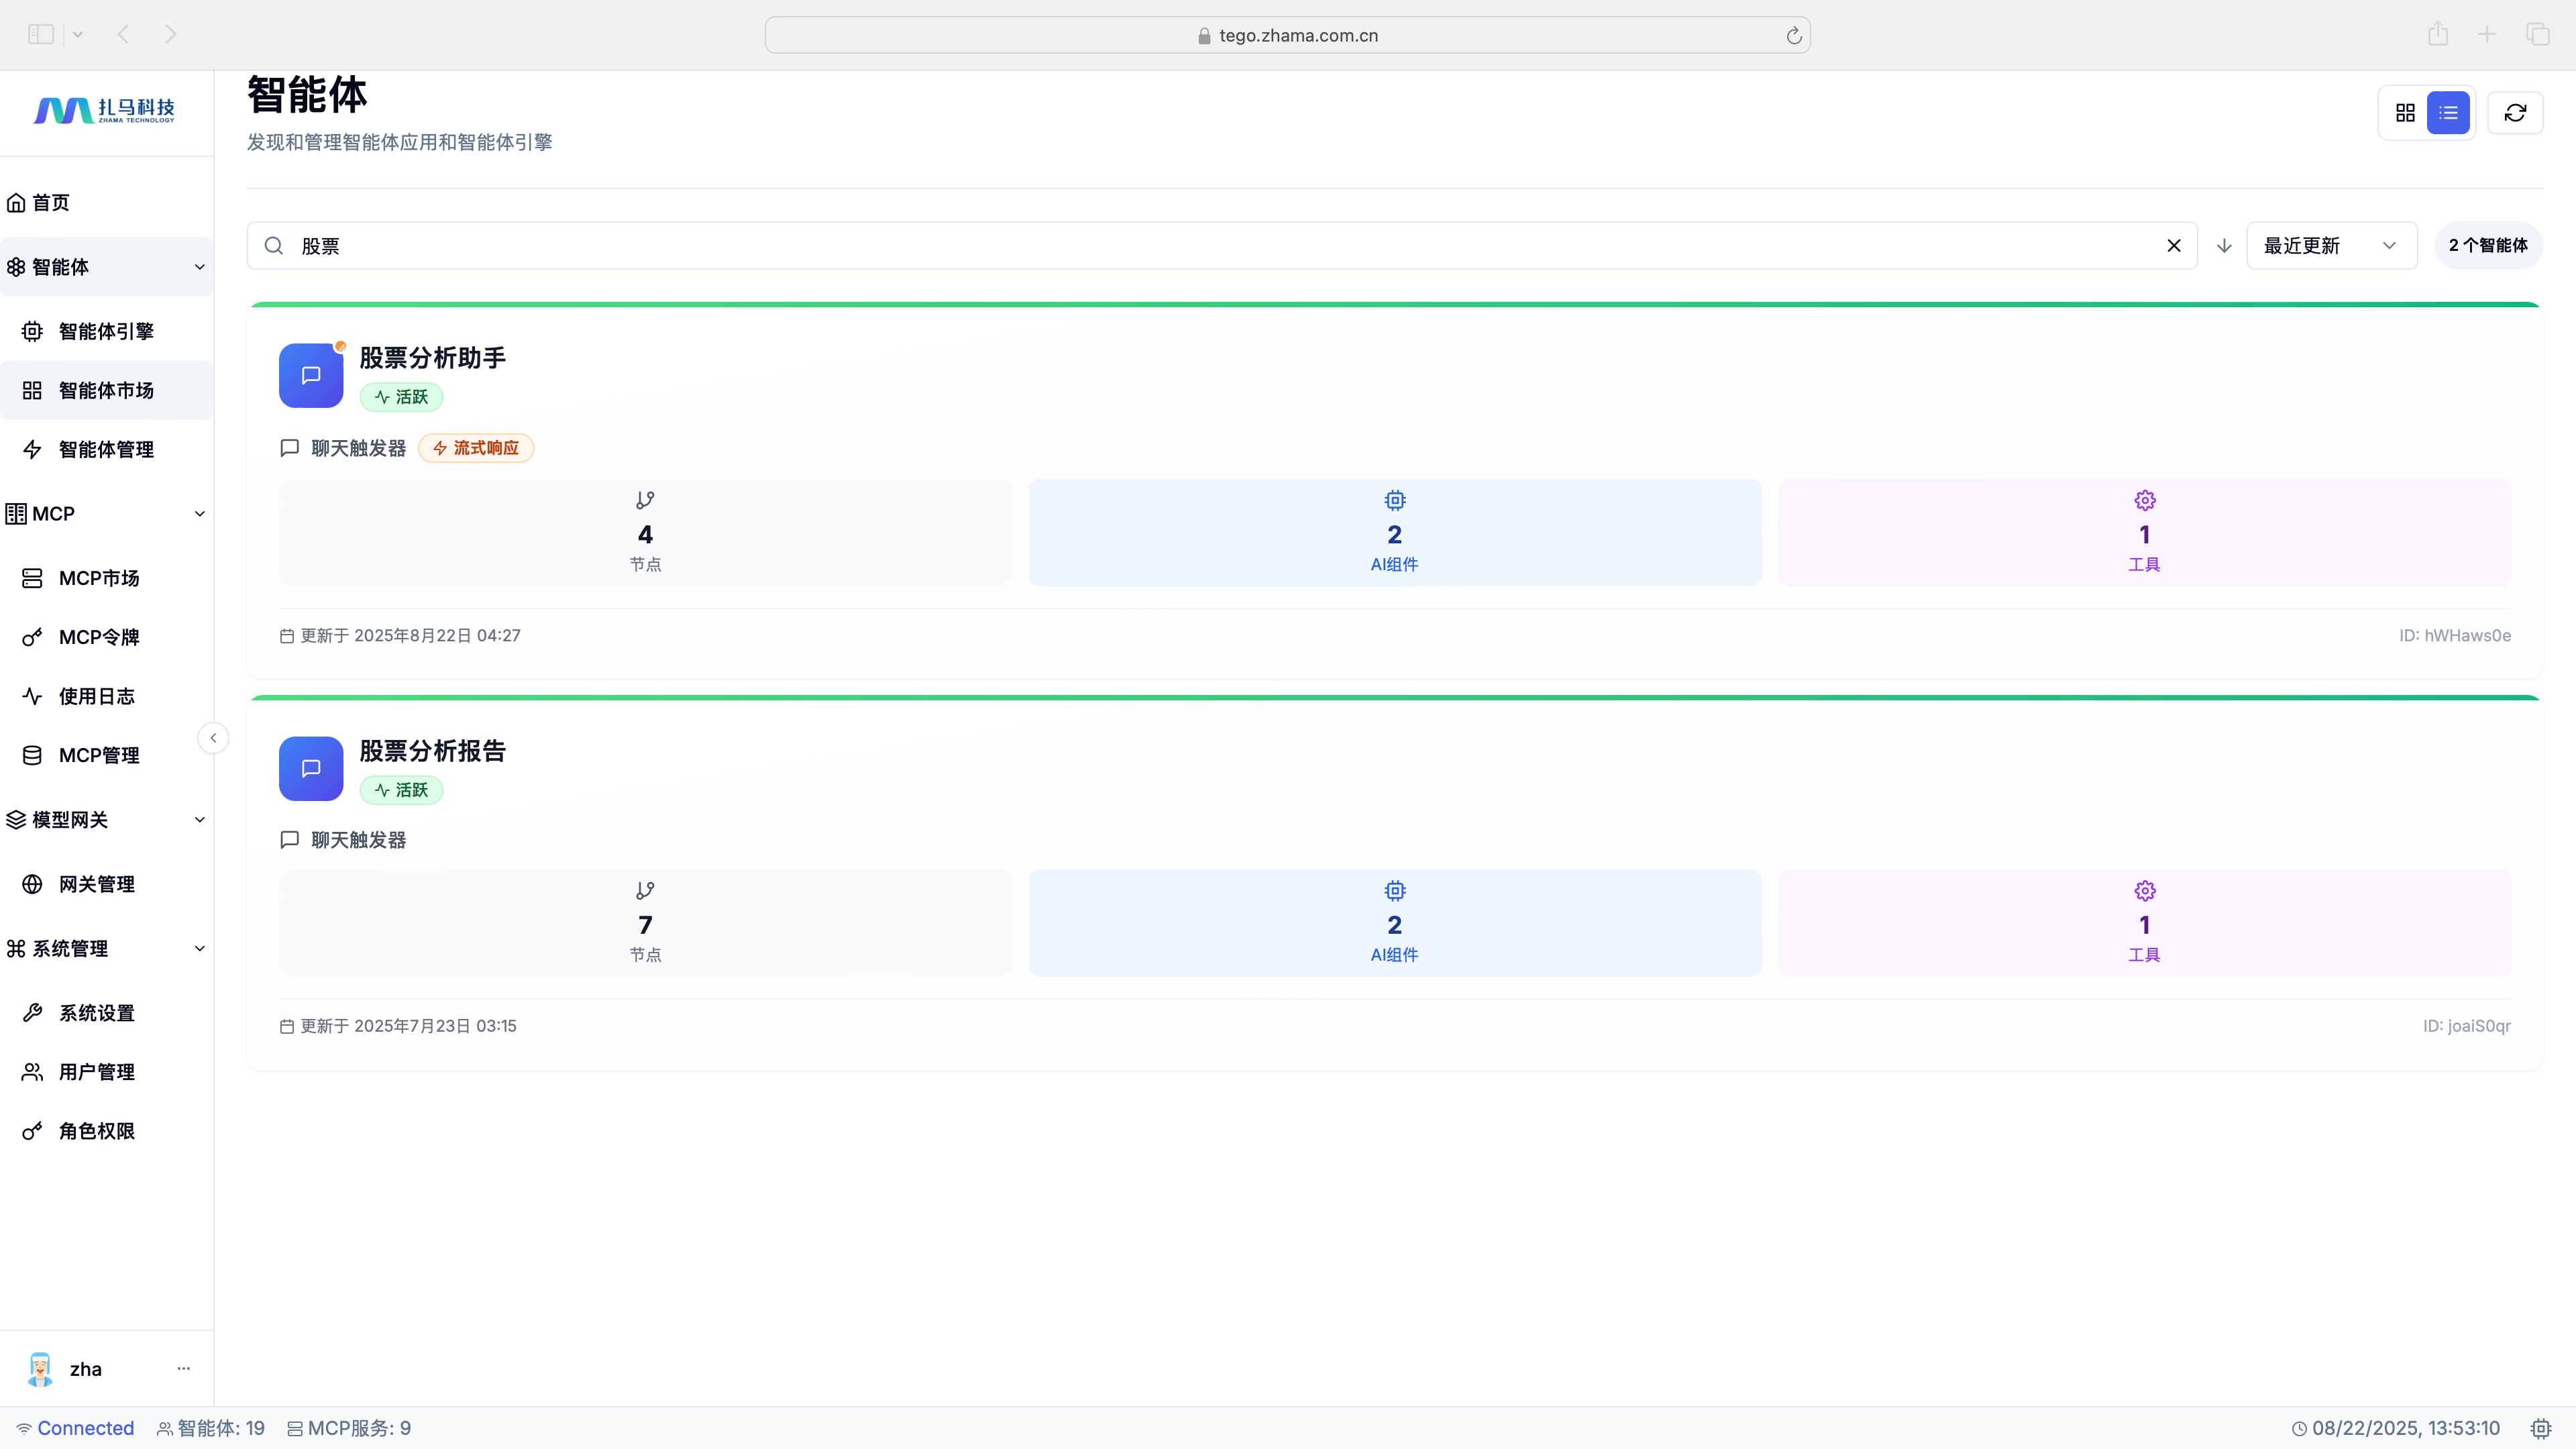 tego.zhama.com.cn
扎马科技
ZHAMA TECHNOLOGY
首页
智能体
智能体引擎
智能体市场
智能体管理
MCP
MCP市场
MCP令牌
使用日志
MCP管理
模型网关
网关管理
系统管理
系统设置
用户管理
角色权限
zha
智能体
发现和管理智能体应用和智能体引擎
股票
最近更新
2 个智能体
股票分析助手
活跃
聊天触发器 流式响应
4
节点
2
AI组件
1
工具
更新于 2025年8月22日 04:27
ID: hWHaws0e
股票分析报告
活跃
聊天触发器
7
节点
2
AI组件
1
工具
更新于 2025年7月23日 03:15
ID: joaiS0qr
Connected 智能体: 19 MCP服务: 9
08/22/2025, 13:53:10